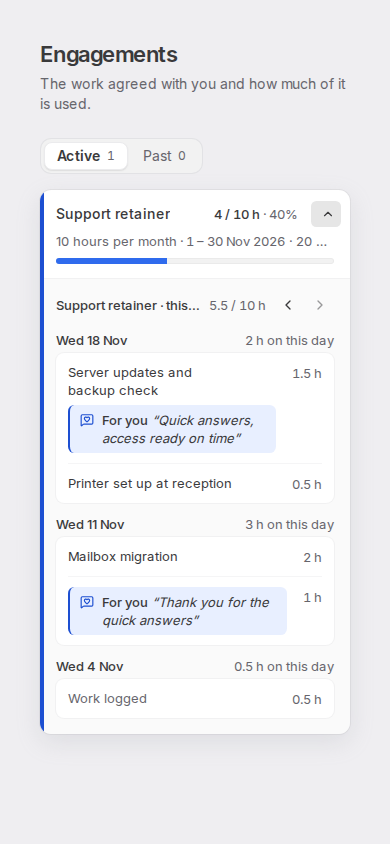 Engagements
The work agreed with you and how much of it
is used.
Active 1 Past 0
Support retainer 4 / 10 h · 40%
10 hours per month · 1 – 30 Nov 2026 · 20 ...
Support retainer · this... 5.5 / 10 h
Wed 18 Nov 2 h on this day
Server updates and 1.5 h
backup check
For you “Quick answers,
access ready on time”
Printer set up at reception 0.5 h
Wed 11 Nov 3 h on this day
Mailbox migration 2 h
For you “Thank you for the 1 h
quick answers”
Wed 4 Nov 0.5 h on this day
Work logged 0.5 h